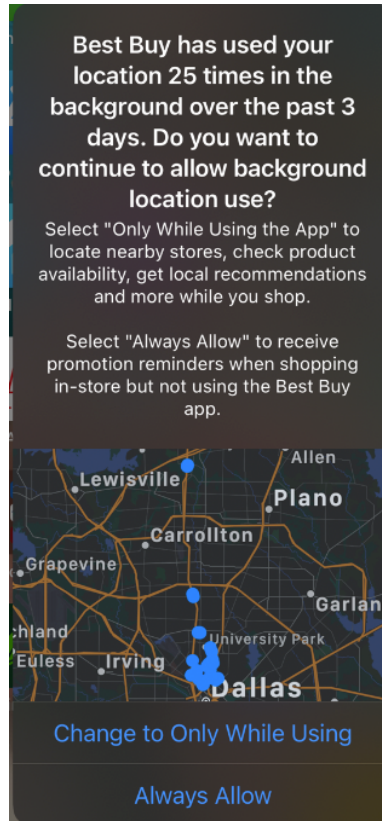 Best Buy has used your
location 25 times in the
background over the past 3
days. Do you want to
continue to allow background
location use?
Select "Only While Using the App" to
locate nearby stores, check product
availability, get local recommendations
and more while you shop.
Select "Always Allow" to receive
promotion reminders when shopping
in-store but not using the Best Buy
app.
Allen
Lewisville
Plano
Carrollton
Grapevine
Garlan
chland
University Park
Euless
Irving
Dallas
Change to Only While Using
Always Allow